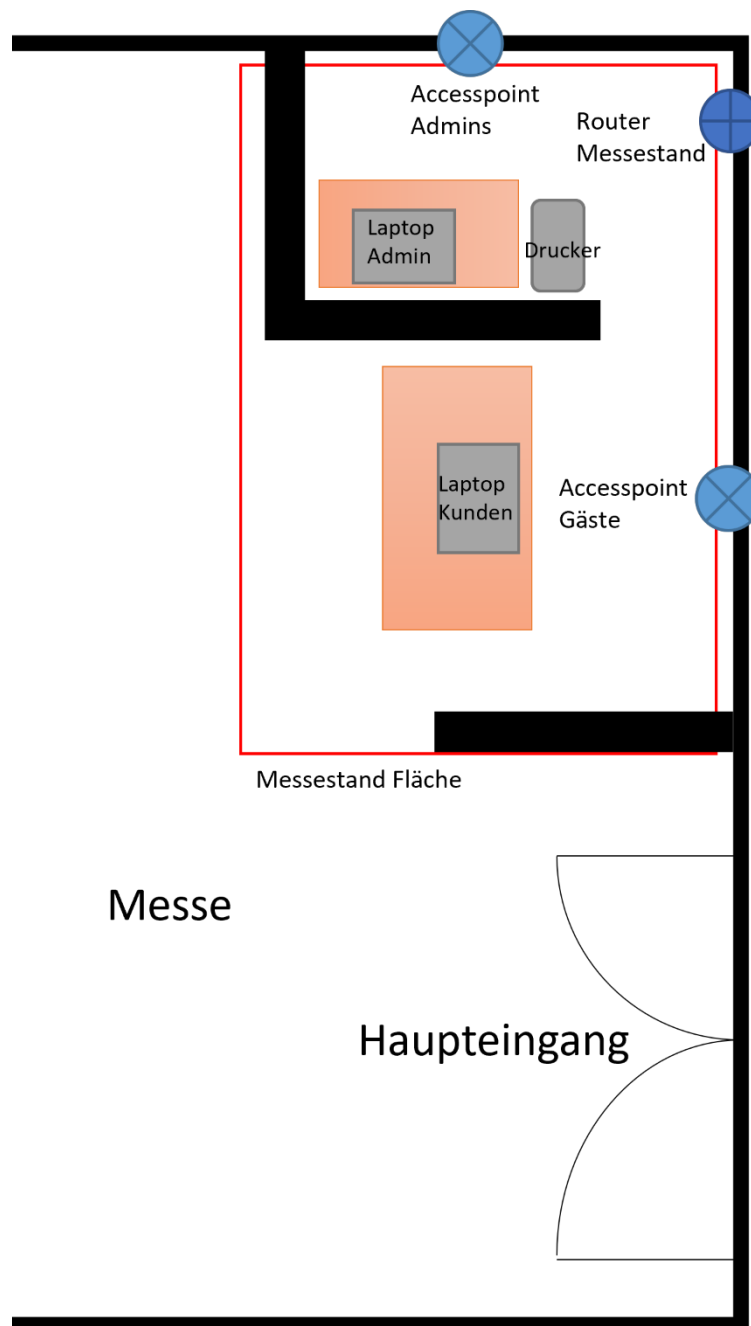 Accesspoint
Admins
Router
Messestand
Laptop
Admin
Drucker
Laptop
Kunden
Accesspoint
Gäste
Messestand Fläche
Messe
Haupteingang